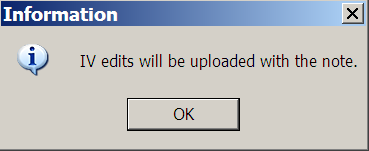 Information
IV edits will be uploaded with the note.
OK